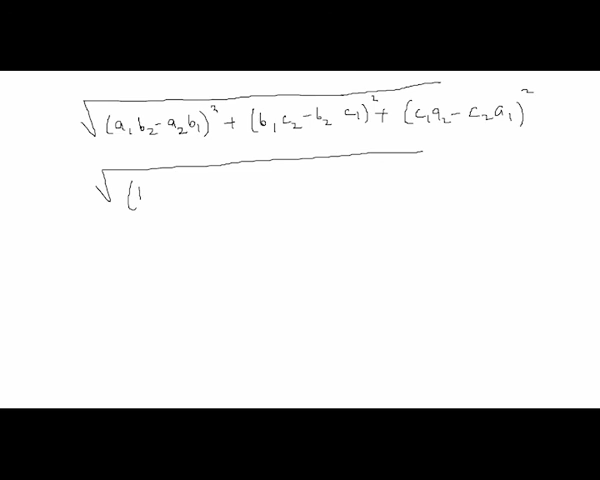 √(a₁b₂-a₂b₁)² + (b₁c₂-b₂c₁)² + (c₁a₂-c₂a₁)²
√(1